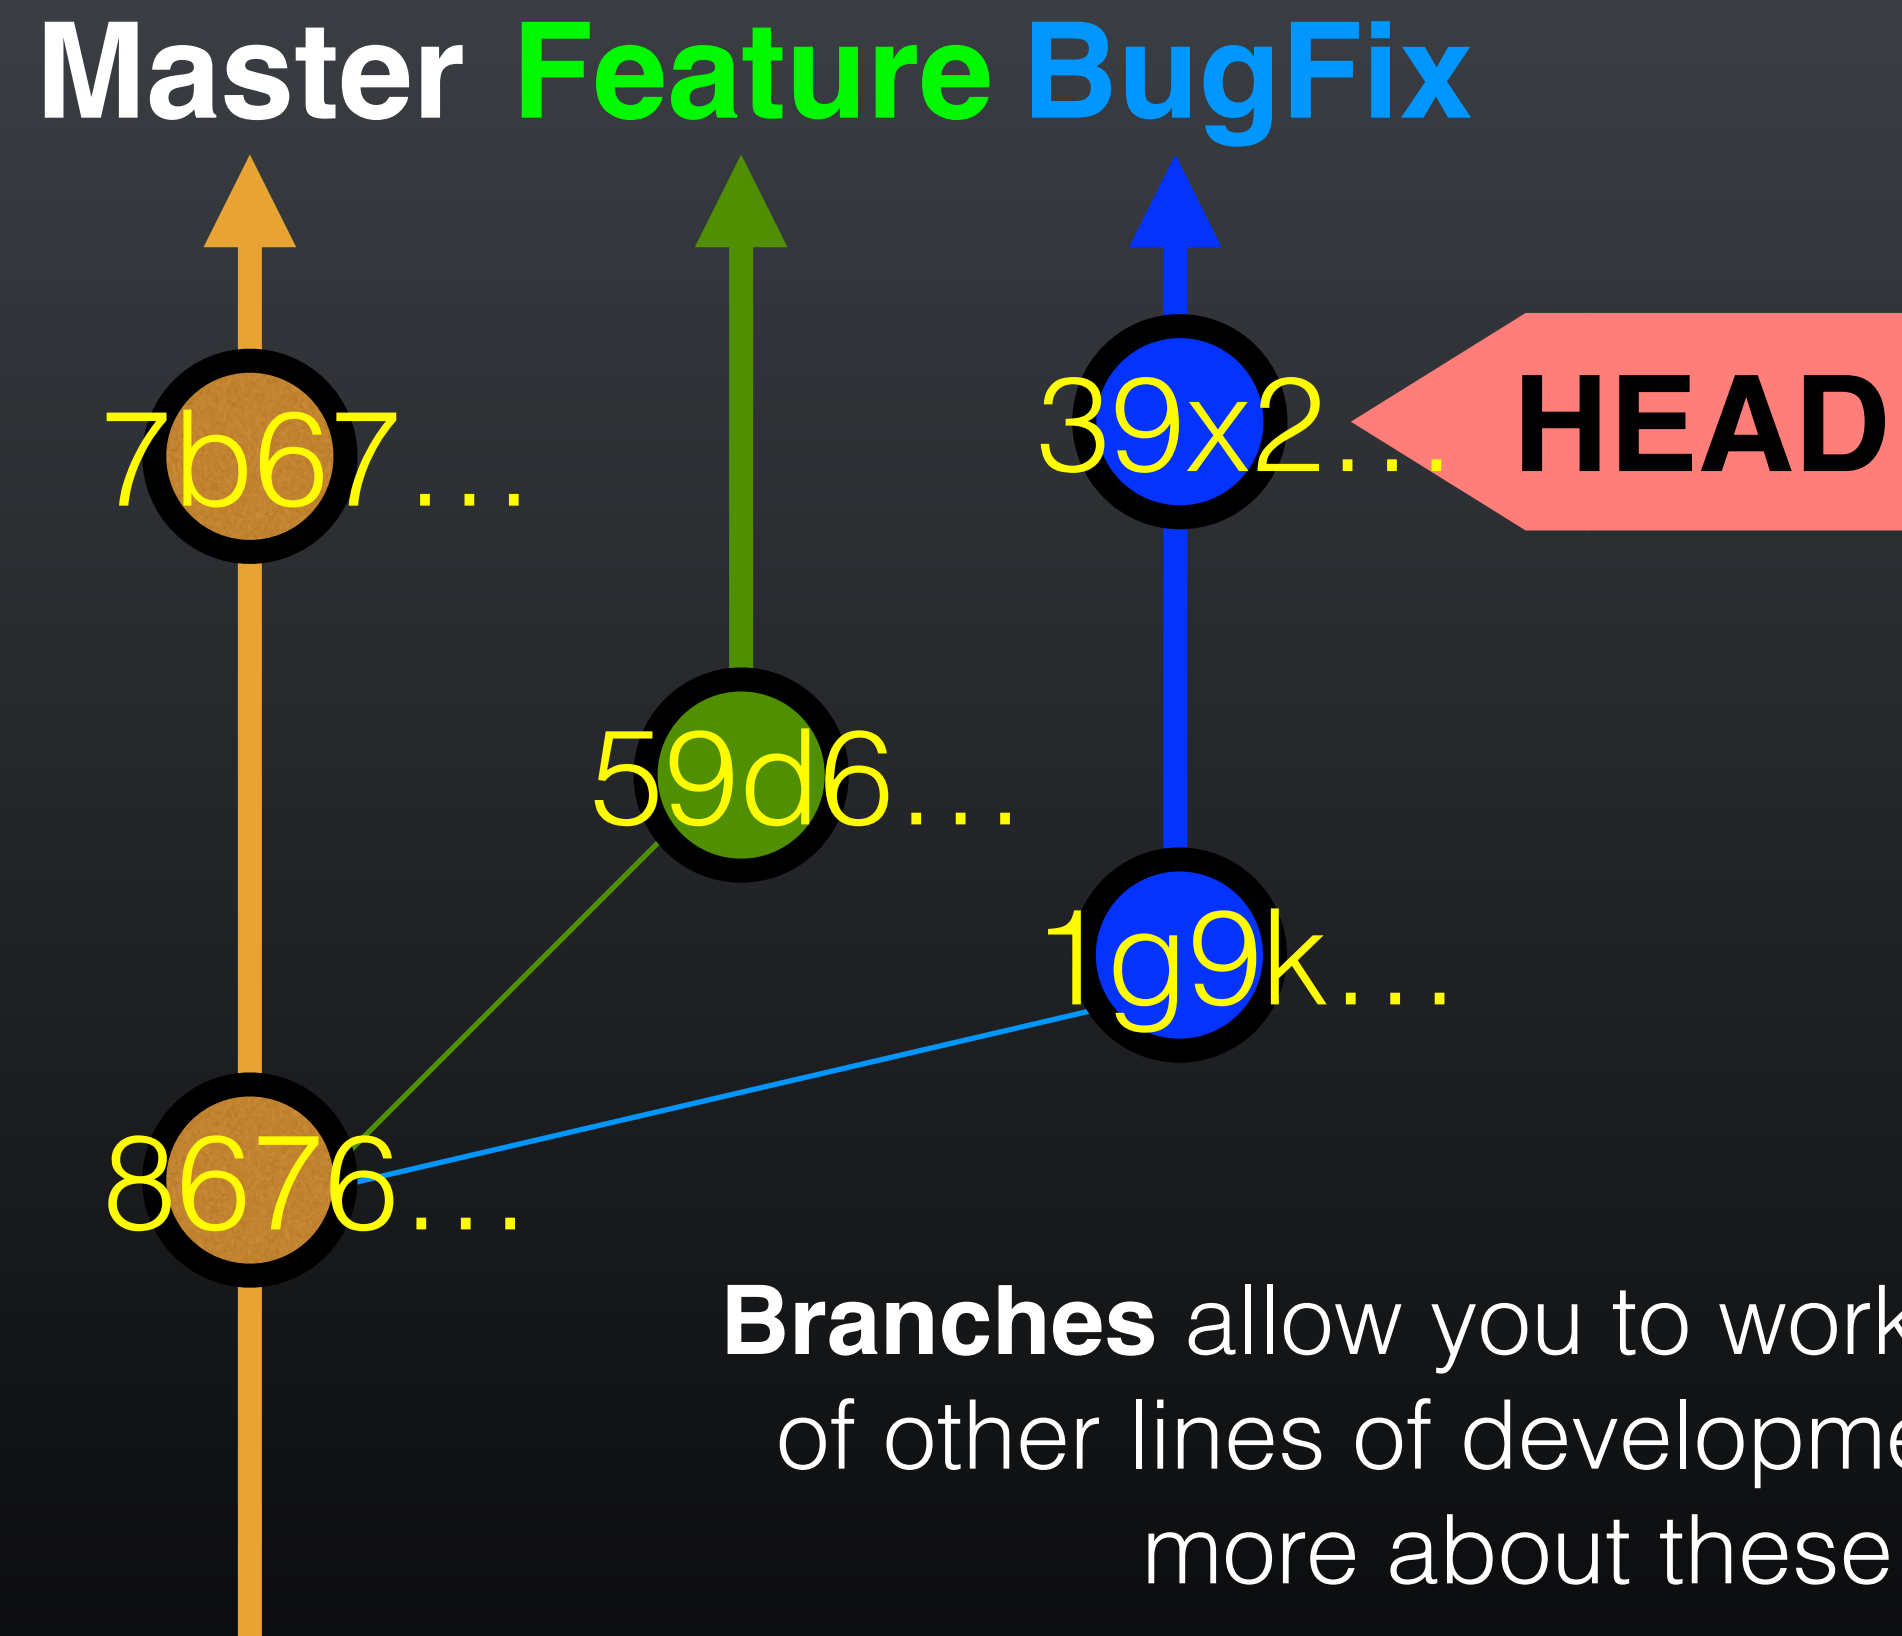 Master Feature BugFix
7b67...
39x2...
HEAD
59d6...
1g9k...
8676...
Branches allow you to work
of other lines of developme
more about these